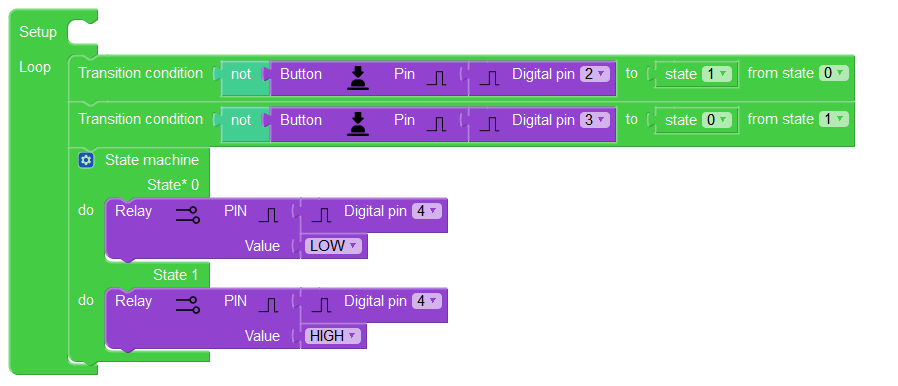 Setup
Loop
Transition condition not Button Pin Digital pin 2 to state 1 from state 0
Transition condition not Button Pin Digital pin 3 to state 0 from state 1
State machine
State* 0
do Relay PIN Digital pin 4
Value LOW
State 1
do Relay PIN Digital pin 4
Value HIGH